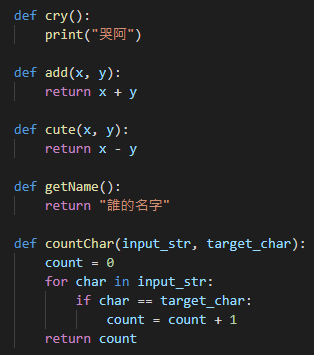 def cry():
    print("哭阿")

def add(x, y):
    return x + y

def cute(x, y):
    return x - y

def getName():
    return "誰的名字"

def countChar(input_str, target_char):
    count = 0
    for char in input_str:
        if char == target_char:
            count = count + 1
    return count